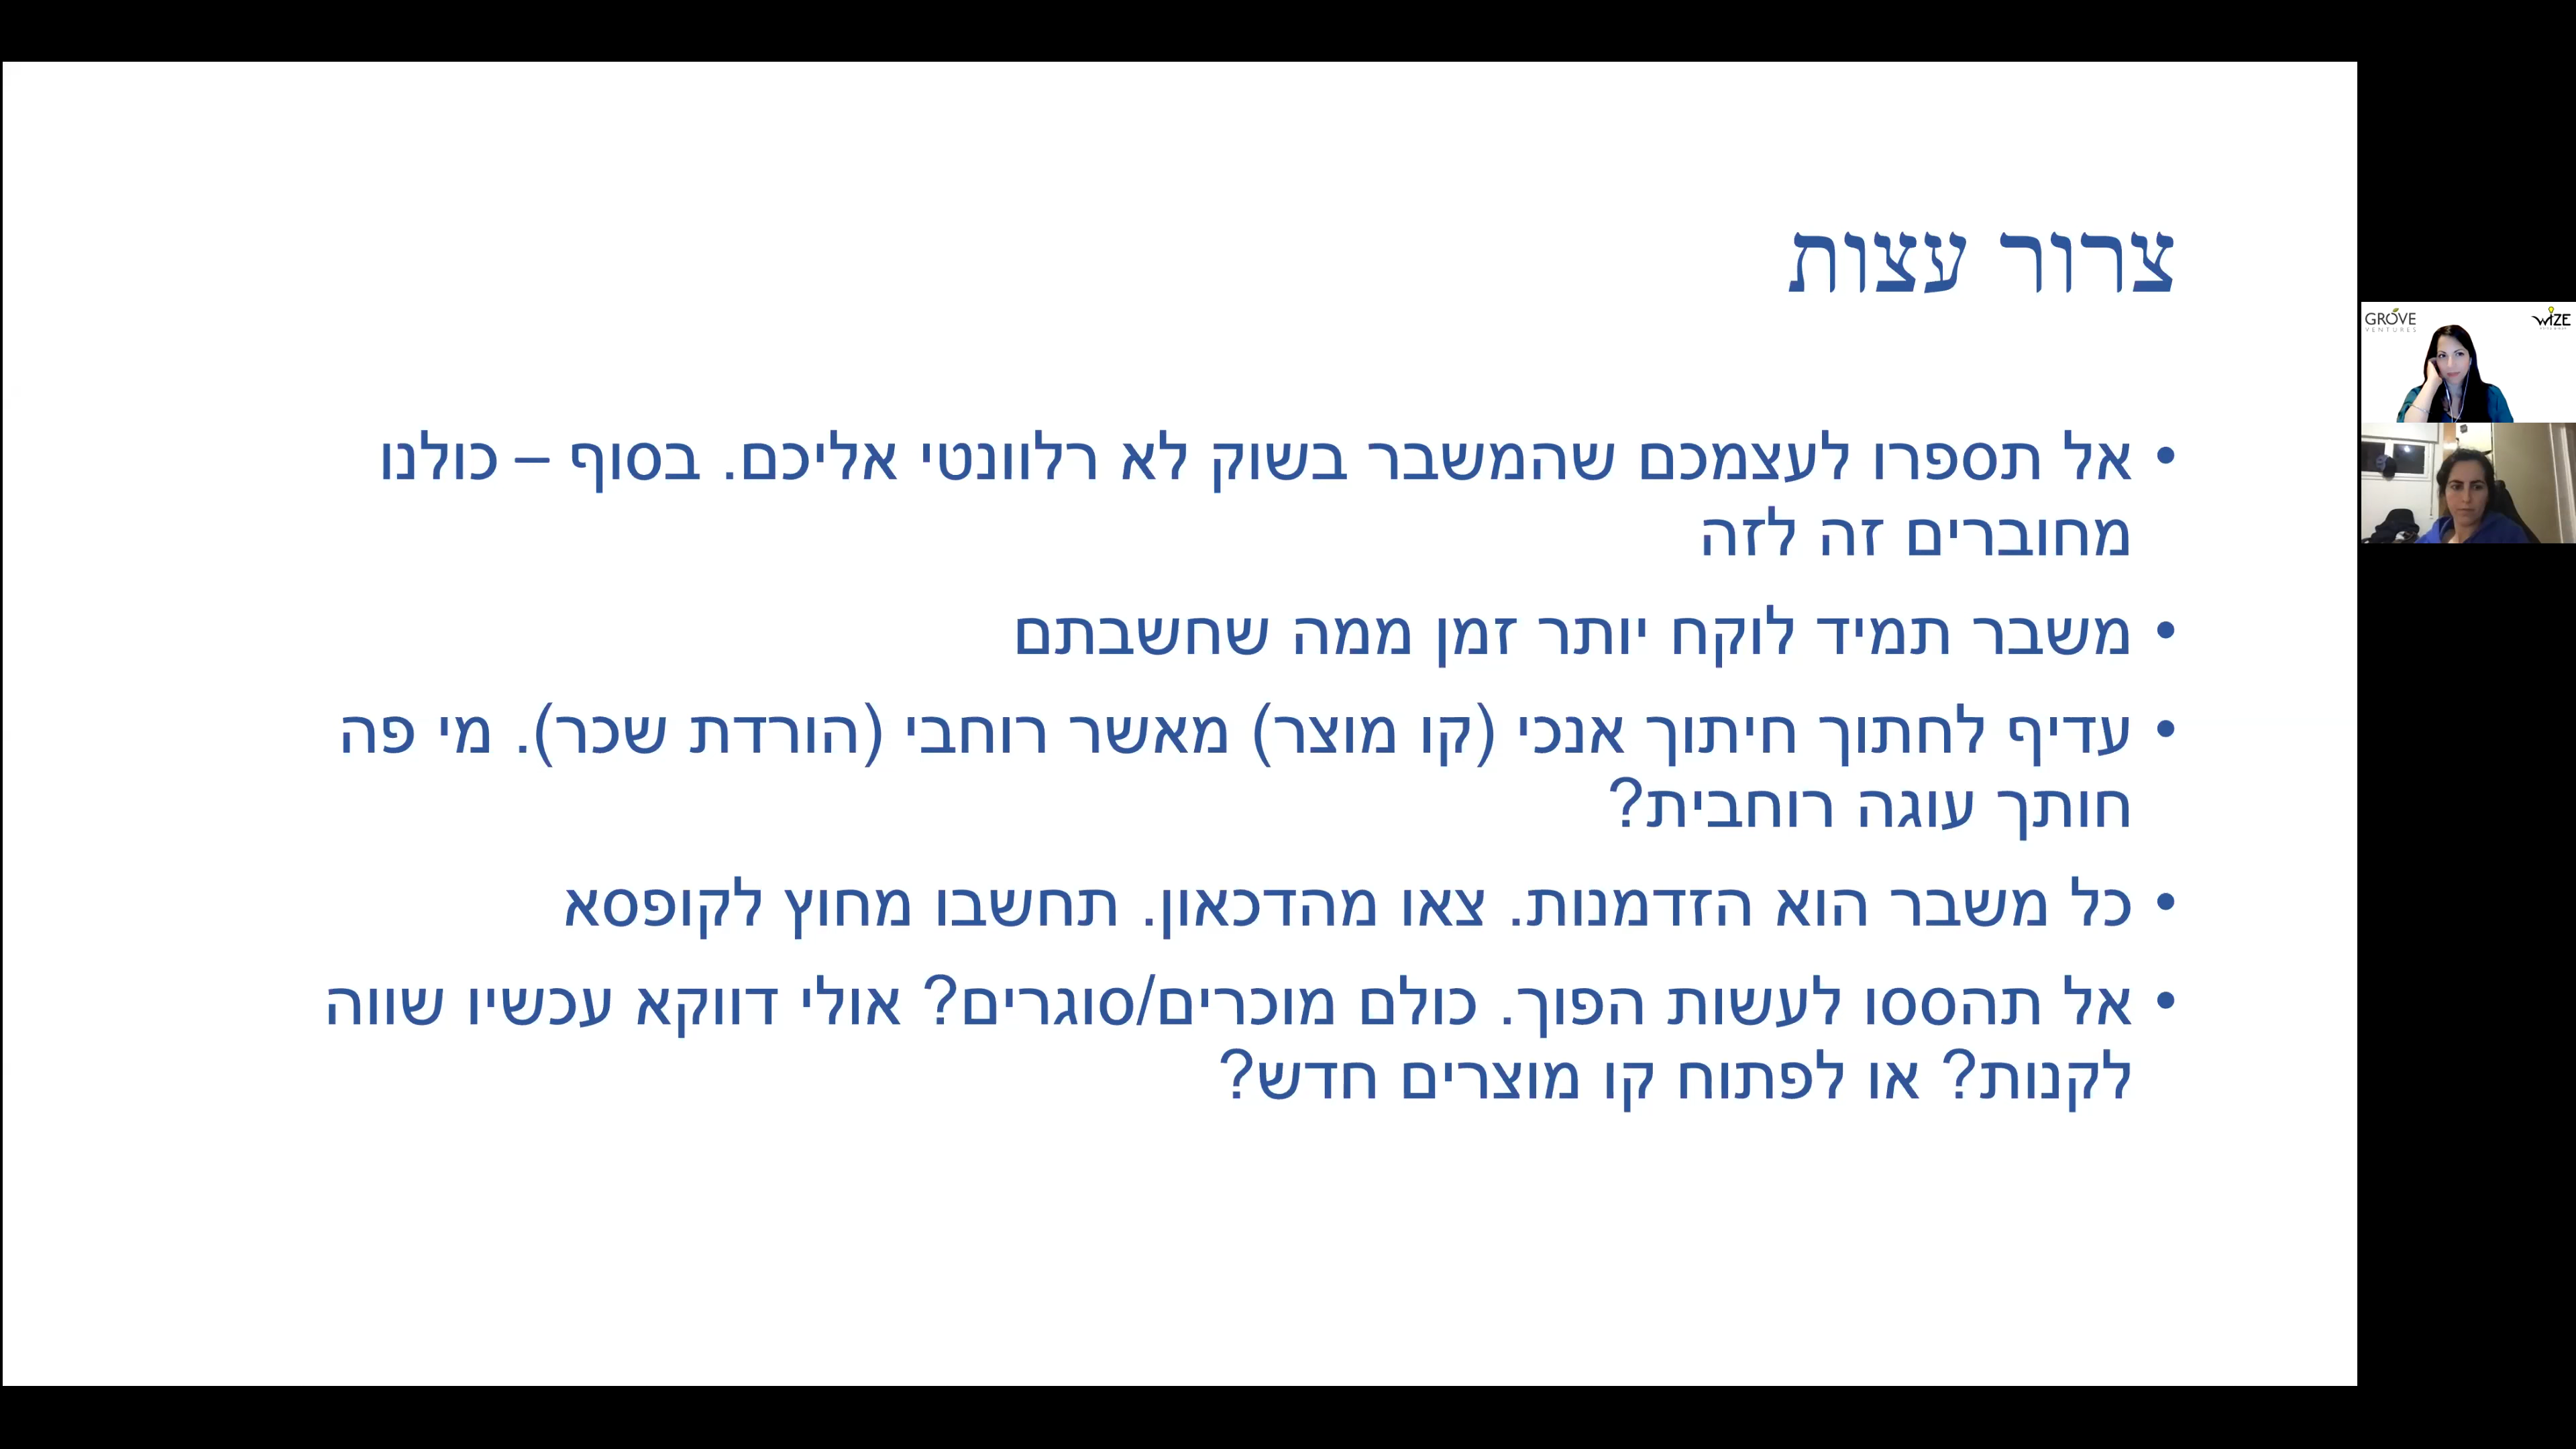 צרור עצות
• אל תספרו לעצמכם שהמשבר בשוק לא רלוונטי אליכם. בסוף – כולנו
מחוברים זה לזה
• משבר תמיד לוקח יותר זמן ממה שחשבתם
• עדיף לחתוך חיתוך אנכי (קו מוצר) מאשר רוחבי (הורדת שכר). מי פה
חותך עוגה רוחבית?
• כל משבר הוא הזדמנות. צאו מהדכאון. תחשבו מחוץ לקופסא
• אל תהססו לעשות הפוך. כולם מוכרים/סוגרים? אולי דווקא עכשיו שווה
לקנות? או לפתוח קו מוצרים חדש?
GROVE
VENTURES
WIZE